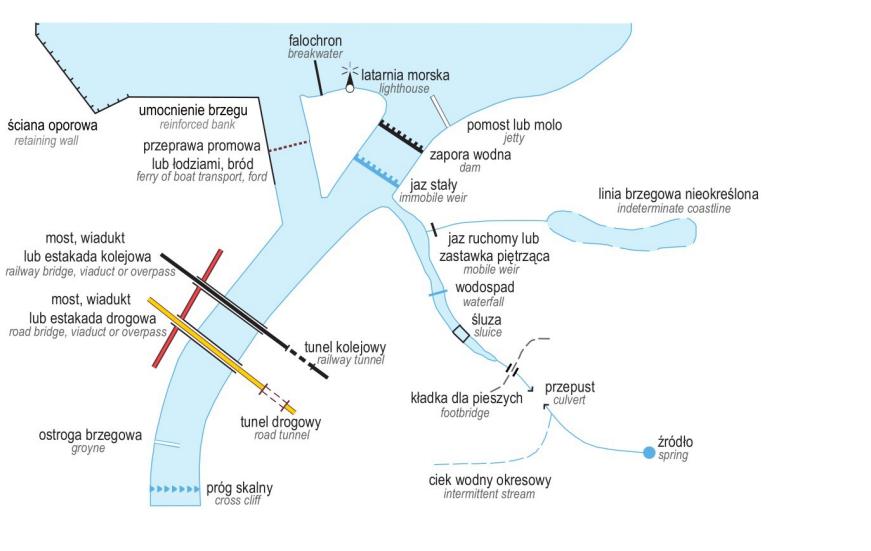 falochron
breakwater
latarnia morska
lighthouse
ściana oporowa
retaining wall
umocnienie brzegu
reinforced bank
pomost lub molo
jetty
przeprawa promowa
lub łodziami, bród
ferry of boat transport, ford
zapora wodna
dam
jaz stały
immobile weir
linia brzegowa nieokreślona
indeterminate coastline
most, wiadukt
lub estakada kolejowa
railway bridge, viaduct or overpass
jaz ruchomy lub
zastawka piętrząca
mobile weir
most, wiadukt
lub estakada drogowa
road bridge, viaduct or overpass
wodospad
waterfall
śluza
sluice
tunel kolejowy
railway tunnel
kładka dla pieszych
footbridge
przepust
culvert
tunel drogowy
road tunnel
ostroga brzegowa
groyne
źródło
spring
ciek wodny okresowy
intermittent stream
próg skalny
cross cliff